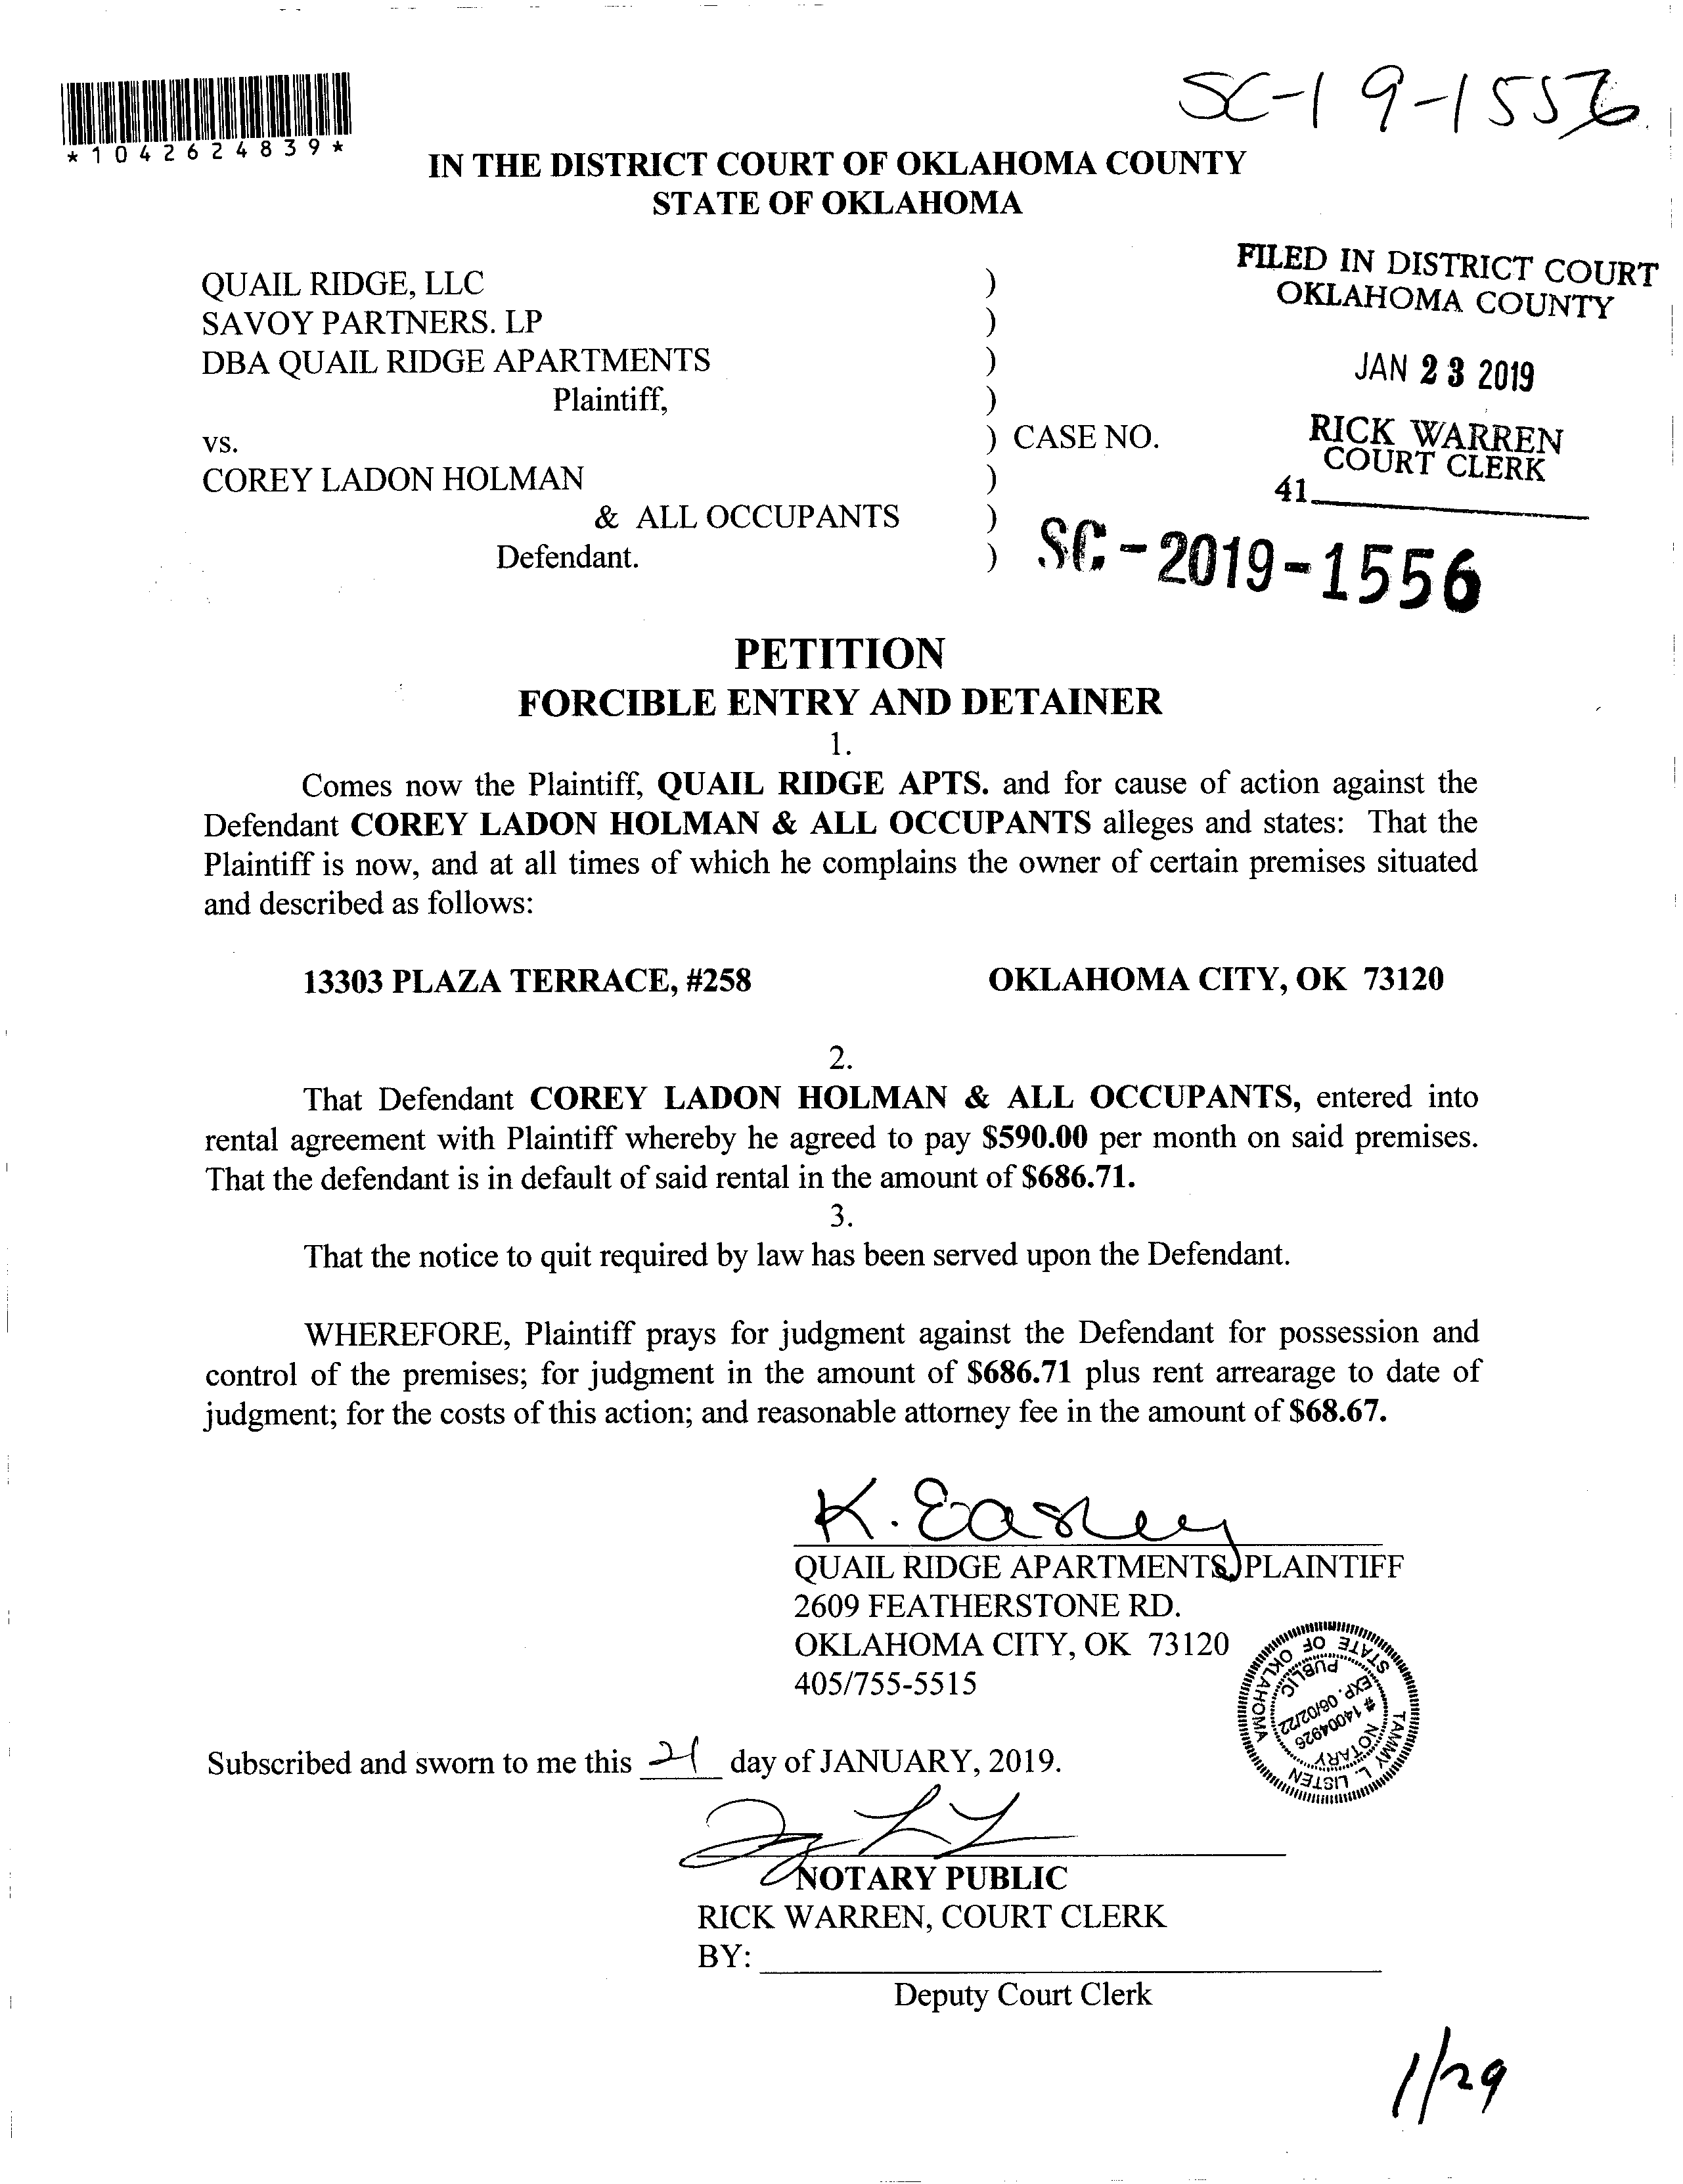 SC-19-1556
*1042624839*
IN THE DISTRICT COURT OF OKLAHOMA COUNTY
STATE OF OKLAHOMA
FILED IN DISTRICT COURT
OKLAHOMA COUNTY
JAN 23 2019
RICK WARREN
COURT CLERK
41
QUAIL RIDGE, LLC )
SAVOY PARTNERS. LP )
DBA QUAIL RIDGE APARTMENTS )
Plaintiff, )
vs. ) CASE NO.
COREY LADON HOLMAN )
& ALL OCCUPANTS )
Defendant. )
SC-2019-1556
PETITION
FORCIBLE ENTRY AND DETAINER
1.
Comes now the Plaintiff, QUAIL RIDGE APTS. and for cause of action against the
Defendant COREY LADON HOLMAN & ALL OCCUPANTS alleges and states: That the
Plaintiff is now, and at all times of which he complains the owner of certain premises situated
and described as follows:
13303 PLAZA TERRACE, #258 OKLAHOMA CITY, OK 73120
2.
That Defendant COREY LADON HOLMAN & ALL OCCUPANTS, entered into
rental agreement with Plaintiff whereby he agreed to pay $590.00 per month on said premises.
That the defendant is in default of said rental in the amount of $686.71.
3.
That the notice to quit required by law has been served upon the Defendant.
WHEREFORE, Plaintiff prays for judgment against the Defendant for possession and
control of the premises; for judgment in the amount of $686.71 plus rent arrearage to date of
judgment; for the costs of this action; and reasonable attorney fee in the amount of $68.67.
K. Easley
QUAIL RIDGE APARTMENTS, PLAINTIFF
2609 FEATHERSTONE RD.
OKLAHOMA CITY, OK 73120
405/755-5515
TAMMY L. LISTEN
STATE OF OKLAHOMA
NOTARY
PUBLIC
# 14004926
EXP. 06/02/22
Subscribed and sworn to me this 21 day of JANUARY, 2019.
NOTARY PUBLIC
RICK WARREN, COURT CLERK
BY:
Deputy Court Clerk
1/29